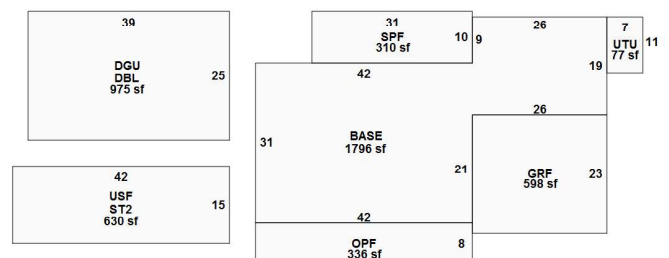 39
DGU
DBL
975 sf
25
42
USF
ST2
630 sf
15
31
SPF
310 sf
10
9
26
7
UTU
77 sf
11
19
42
31
BASE
1796 sf
26
21
GRF
598 sf
23
42
OPF
336 sf
8